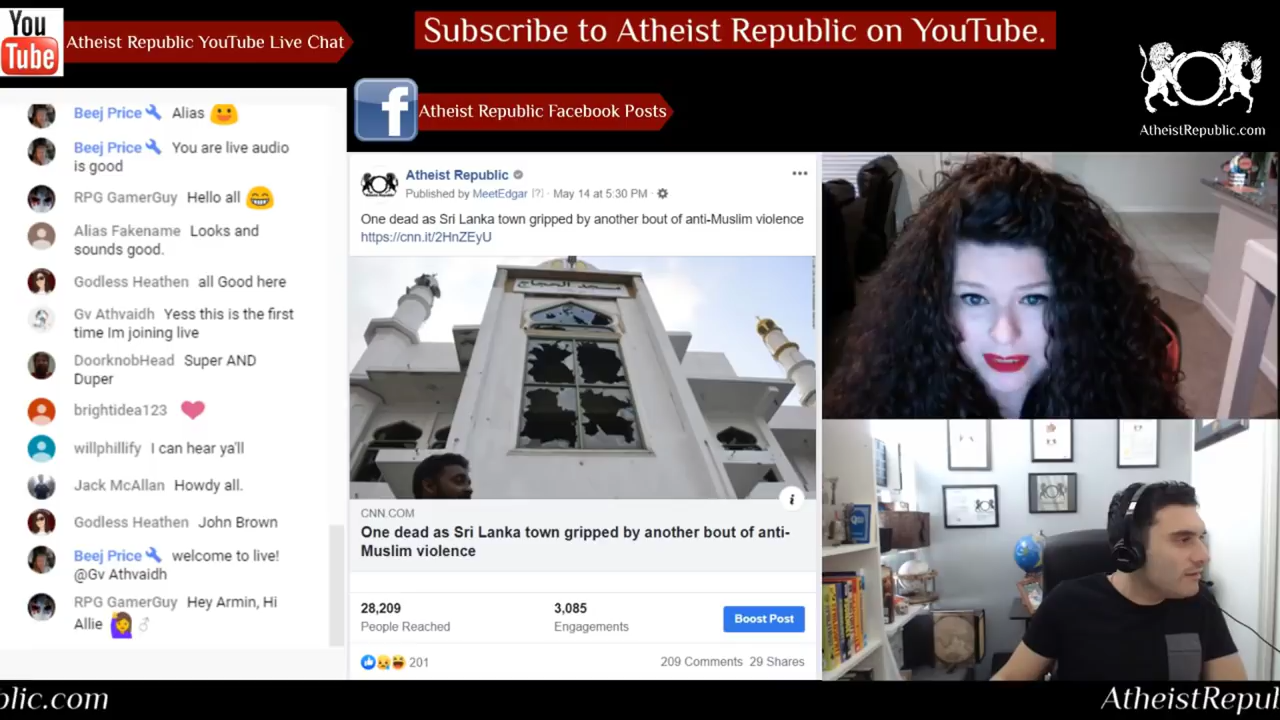 You
Tube
Atheist Republic YouTube Live Chat
Subscribe to Atheist Republic on YouTube.
AtheistRepublic.com
f
Atheist Republic Facebook Posts
Beej Price Alias
Beej Price You are live audio
is good
RPG GamerGuy Hello all
Alias Fakename Looks and
sounds good.
Godless Heathen all Good here
Gv Athvaidh Yess this is the first
time Im joining live
DoorknobHead Super AND
Duper
brightidea123
willphillify I can hear ya'll
Jack McAllan Howdy all.
Godless Heathen John Brown
Beej Price welcome to live!
@Gv Athvaidh
RPG GamerGuy Hey Armin, Hi
Allie
Atheist Republic
Published by MeetEdgar [?] · May 14 at 5:30 PM ·
One dead as Sri Lanka town gripped by another bout of anti-Muslim violence
https://cnn.it/2HnZEyU
i
CNN.COM
One dead as Sri Lanka town gripped by another bout of anti-
Muslim violence
28,209
People Reached
3,085
Engagements
Boost Post
201
209 Comments 29 Shares
blic.com
AtheistRepul